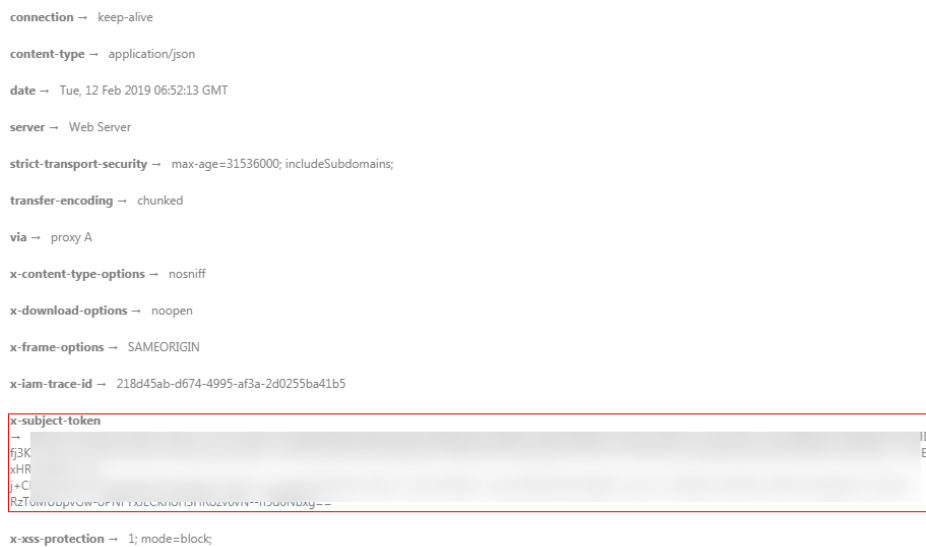 connection → keep-alive
content-type → application/json
date → Tue, 12 Feb 2019 06:52:13 GMT
server → Web Server
strict-transport-security → max-age=31536000; includeSubdomains;
transfer-encoding → chunked
via → proxy A
x-content-type-options → nosniff
x-download-options → noopen
x-frame-options → SAMEORIGIN
x-iam-trace-id → 218d45ab-d674-4995-af3a-2d0255ba41b5
x-subject-token
→
fj3K
xHR
x-xss-protection → 1; mode=block;